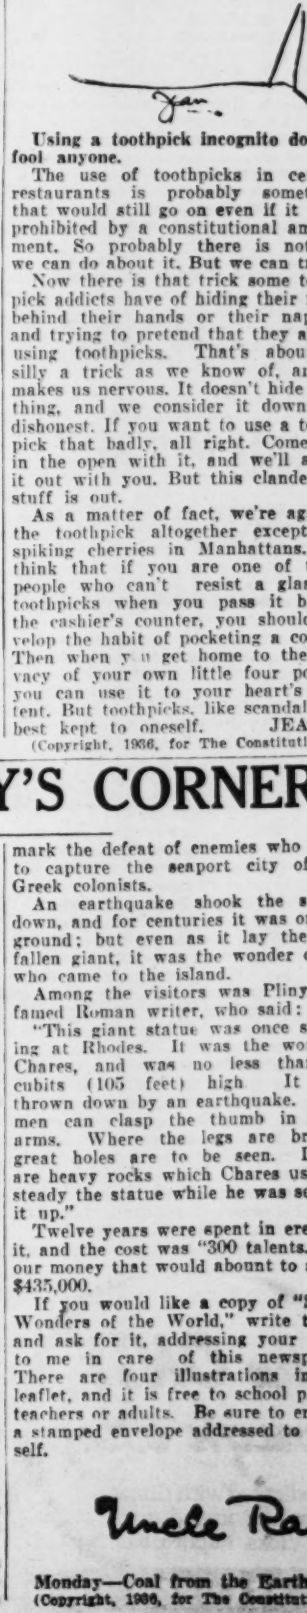 Jean
Using a toothpick incognito do
fool anyone.
The use of toothpicks in ce
restaurants is probably somet
that would still go on even if it
prohibited by a constitutional am
ment. So probably there is not
we can do about it. But we can t
Now there is that trick some t
pick addicts have of hiding their
behind their hands or their nap
and trying to pretend that they a
using toothpicks. That's abou
silly a trick as we know of, an
makes us nervous. It doesn't hide
thing, and we consider it down
dishonest. If you want to use a t
pick that badly, all right. Come
in the open with it, and we'll
it out with you. But this clande
stuff is out.
As a matter of fact, we're ag
the toothpick altogether except
spiking cherries in Manhattans.
think that if you are one of
people who can't resist a glas
toothpicks when you pass it b
the cashier's counter, you should
velop the habit of pocketing a co
Then when y u get home to the
vacy of your own little four po
you can use it to your heart's
tent. But toothpicks, like scandal
best kept to oneself. JEA
(Copyright, 1936, for The Constituti
Y'S CORNER
mark the defeat of enemies who
to capture the seaport city of
Greek colonists.
An earthquake shook the s
down, and for centuries it was o
ground; but even as it lay the
fallen giant, it was the wonder
who came to the island.
Among the visitors was Pliny
famed Roman writer, who said:
"This giant statue was once s
ing at Rhodes. It was the wo
Chares, and was no less tha
cubits (105 feet) high. It
thrown down by an earthquake.
men can clasp the thumb in
arms. Where the legs are br
great holes are to be seen. I
are heavy rocks which Chares us
steady the statue while he was se
it up."
Twelve years were spent in ere
it, and the cost was "300 talents.
our money that would abount to
$435,000.
If you would like a copy of "S
Wonders of the World," write
and ask for it, addressing your
to me in care of this newsp
There are four illustrations in
leaflet, and it is free to school p
teachers or adults. Be sure to en
a stamped envelope addressed to
self.
Uncle Ra
Monday—Coal from the Earth
(Copyright, 1936, for The Constitut